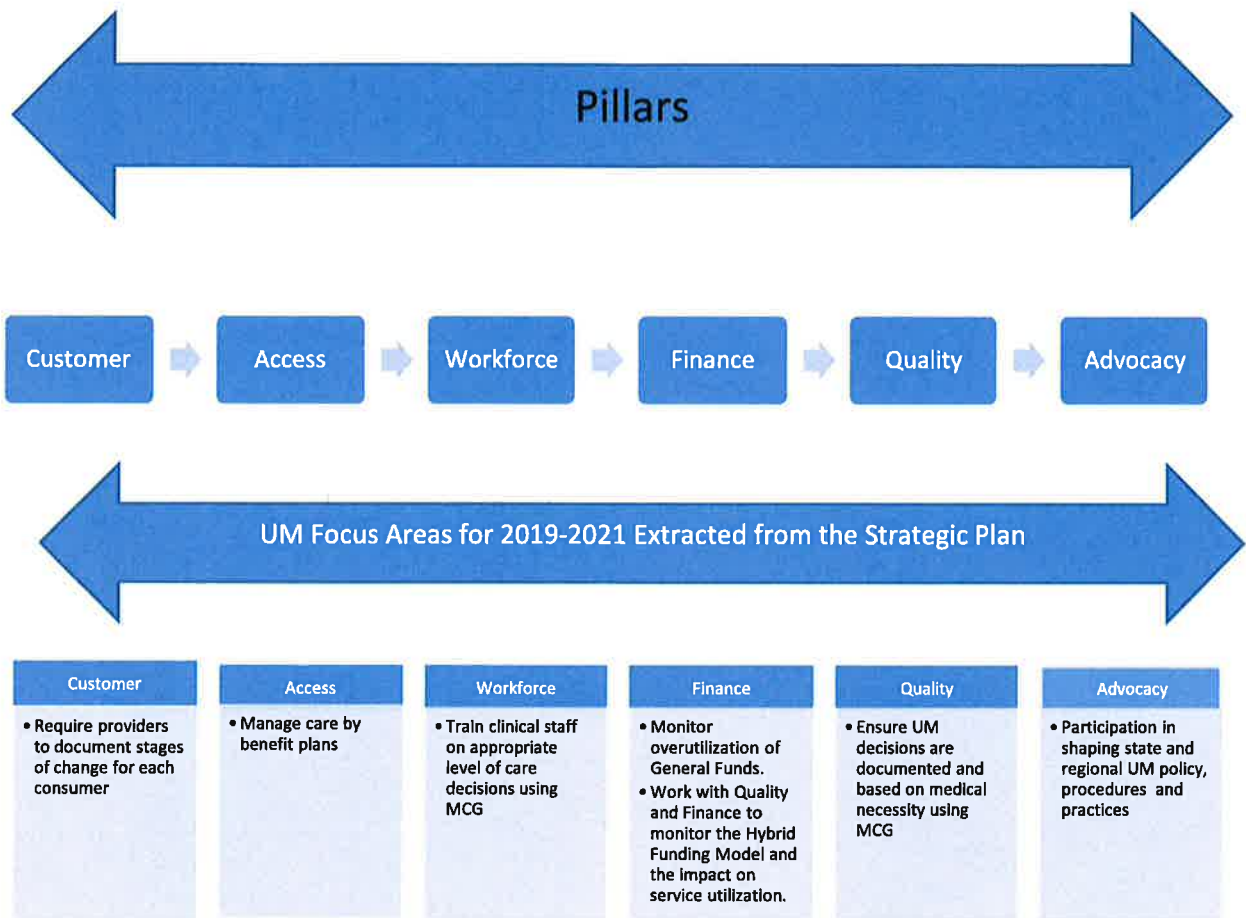 Pillars
Customer
Access
Workforce
Finance
Quality
Advocacy
UM Focus Areas for 2019-2021 Extracted from the Strategic Plan
Customer
• Require providers
to document stages
of change for each
consumer
Access
• Manage care by
benefit plans
Workforce
• Train clinical staff
on appropriate
level of care
decisions using
MCG
Finance
• Monitor
overutilization of
General Funds.
• Work with Quality
and Finance to
monitor the Hybrid
Funding Model and
the impact on
service utilization.
Quality
• Ensure UM
decisions are
documented and
based on medical
necessity using
MCG
Advocacy
• Participation in
shaping state and
regional UM policy,
procedures and
practices